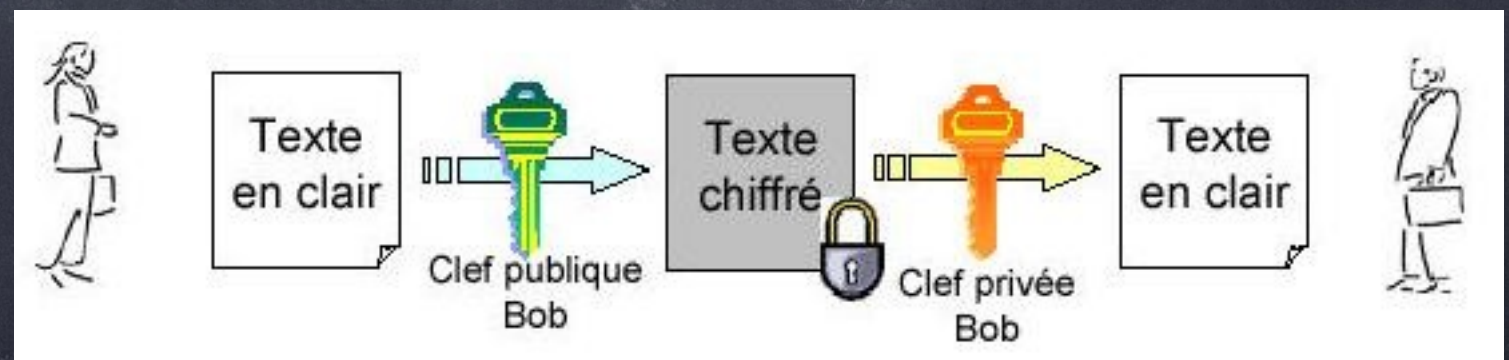 Texte
en clair
Clef publique
Bob
Texte
chiffré
Clef privée
Bob
Texte
en clair